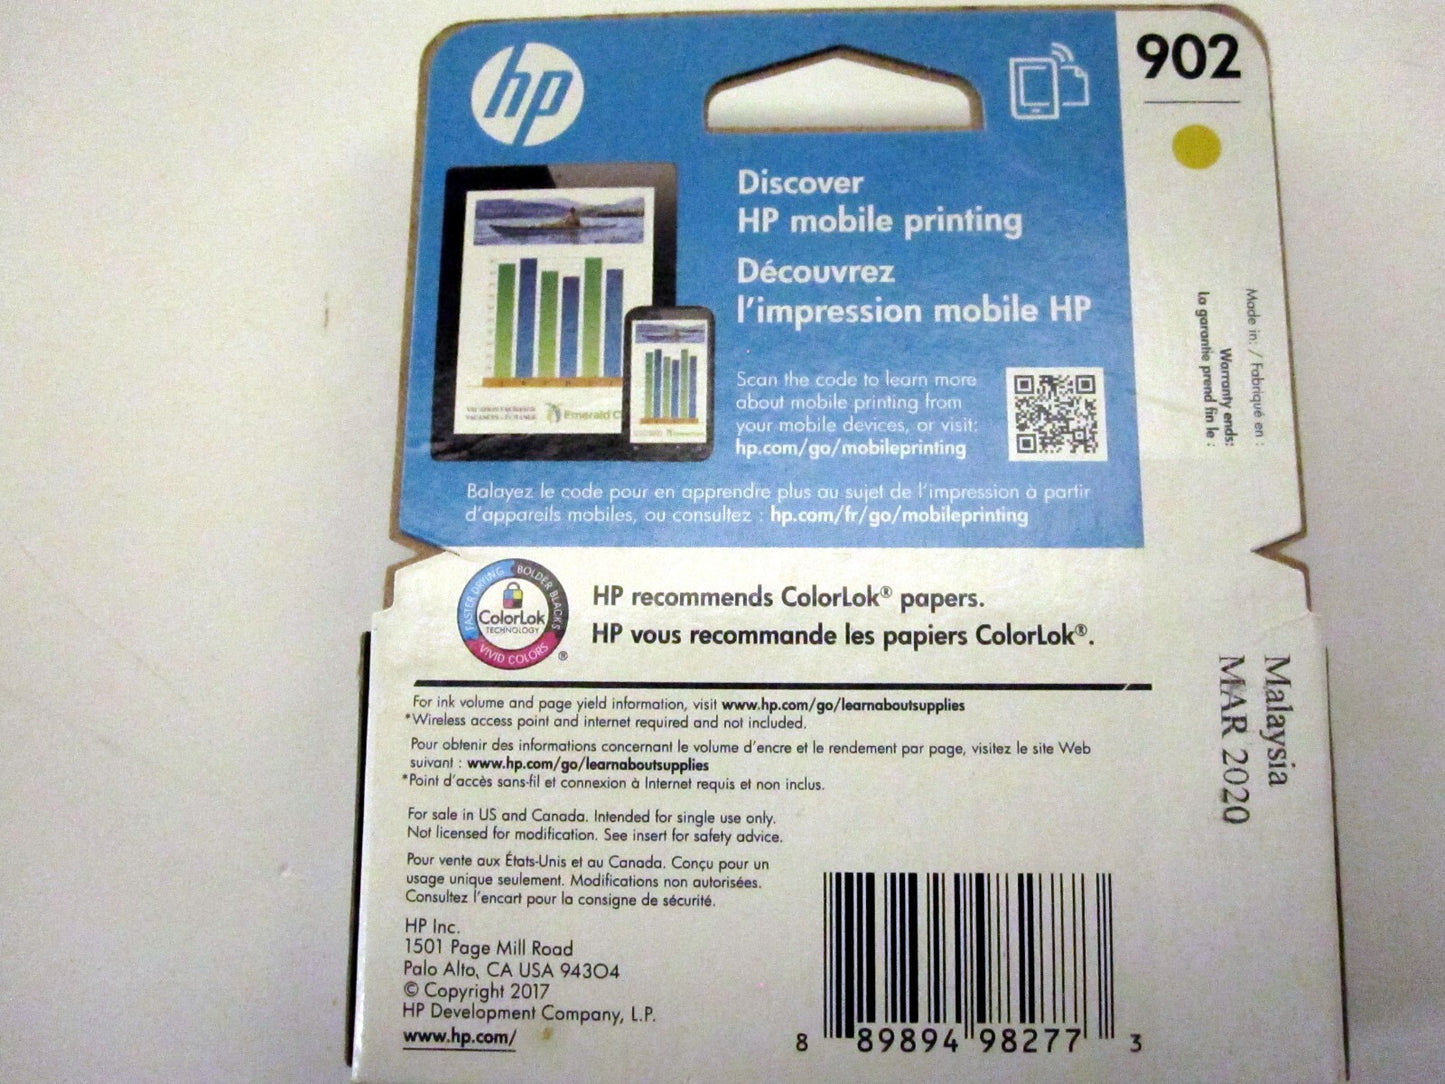 hp
902
Discover
HP mobile printing
Découvrez
l'impression mobile HP
Scan the code to learn more
about mobile printing from
your mobile devices, or visit:
hp.com/go/mobileprinting
Balayez le code pour en apprendre plus au sujet de l'impression à partir
d'appareils mobiles, ou consultez : hp.com/fr/go/mobileprinting
Made in: / Fabriqué en :
Warranty ends:
La garantie prend fin le :
Malaysia
MAR 2020
FASTER DRYING
BOLDER BLACKS
ColorLok
TECHNOLOGY
VIVID COLORS
®
HP recommends ColorLok® papers.
HP vous recommande les papiers ColorLok®.
For ink volume and page yield information, visit www.hp.com/go/learnaboutsupplies
*Wireless access point and internet required and not included.
Pour obtenir des informations concernant le volume d'encre et le rendement par page, visitez le site Web
suivant : www.hp.com/go/learnaboutsupplies
*Point d'accès sans-fil et connexion à Internet requis et non inclus.
For sale in US and Canada. Intended for single use only.
Not licensed for modification. See insert for safety advice.
Pour vente aux États-Unis et au Canada. Conçu pour un
usage unique seulement. Modifications non autorisées.
Consultez l'encart pour la consigne de sécurité.
HP Inc.
1501 Page Mill Road
Palo Alto, CA USA 94304
© Copyright 2017
HP Development Company, L.P.
www.hp.com/
8 89894 98277 3